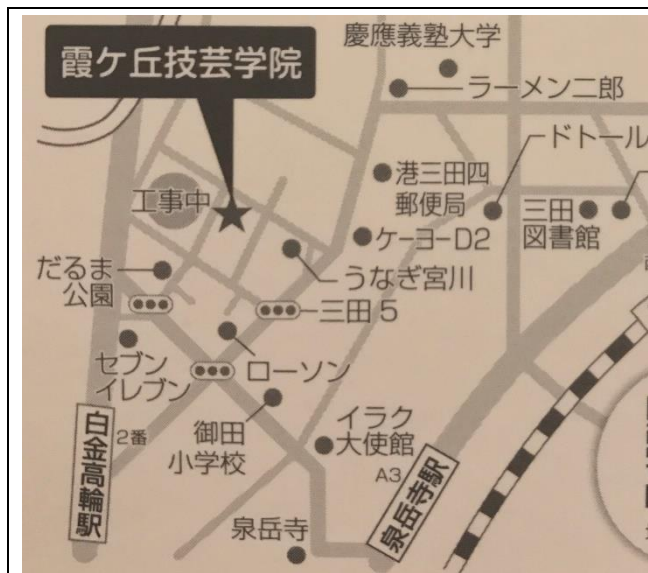 霞ケ丘技芸学院
慶應義塾大学
ラーメン二郎
ドトール
港三田四
郵便局
工事中
三田
図書館
ケーヨーD2
だるま
公園
うなぎ宮川
三田5
セブン
イレブン
ローソン
白金高輪駅
2番
御田
小学校
イラク
大使館
A3
泉岳寺駅
泉岳寺